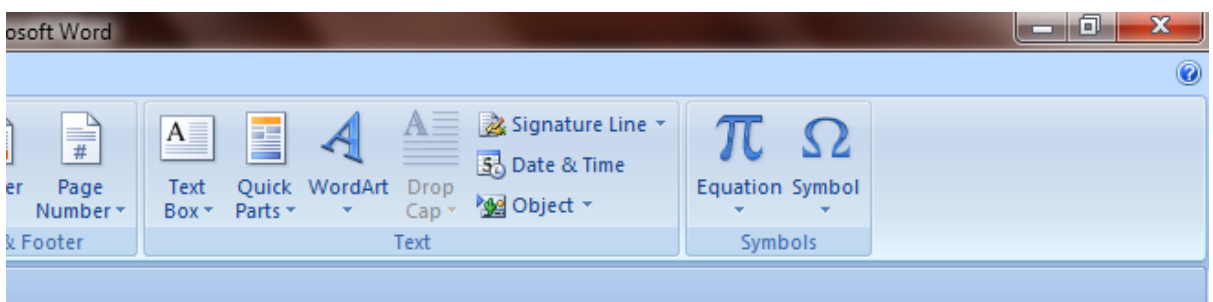 osoft Word
er
Page
Number
Text
Box
Quick
Parts
WordArt
Drop
Cap
Signature Line
Date & Time
Object
Equation
Symbol
& Footer
Text
Symbols